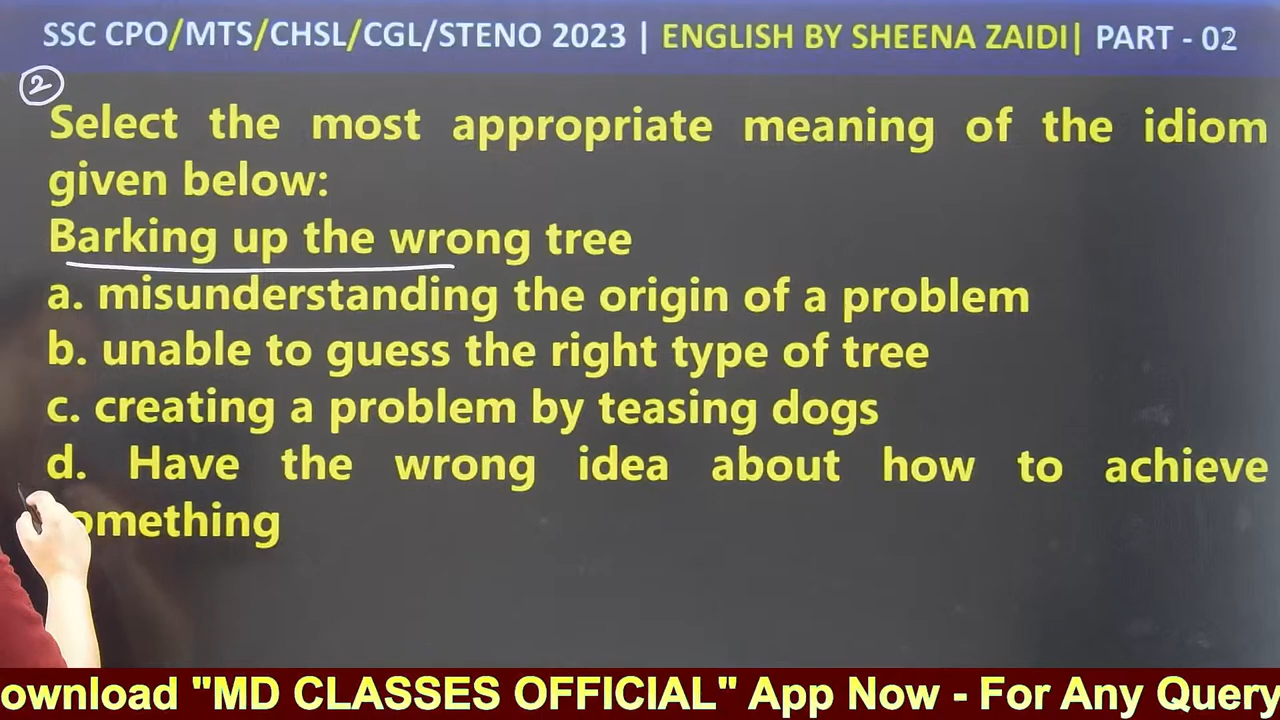 SSC CPO/MTS/CHSL/CGL/STENO 2023 | ENGLISH BY SHEENA ZAIDI| PART - 02
2
Select the most appropriate meaning of the idiom
given below:
Barking up the wrong tree
a. misunderstanding the origin of a problem
b. unable to guess the right type of tree
c. creating a problem by teasing dogs
d. Have the wrong idea about how to achieve
omething
ownload "MD CLASSES OFFICIAL" App Now - For Any Query